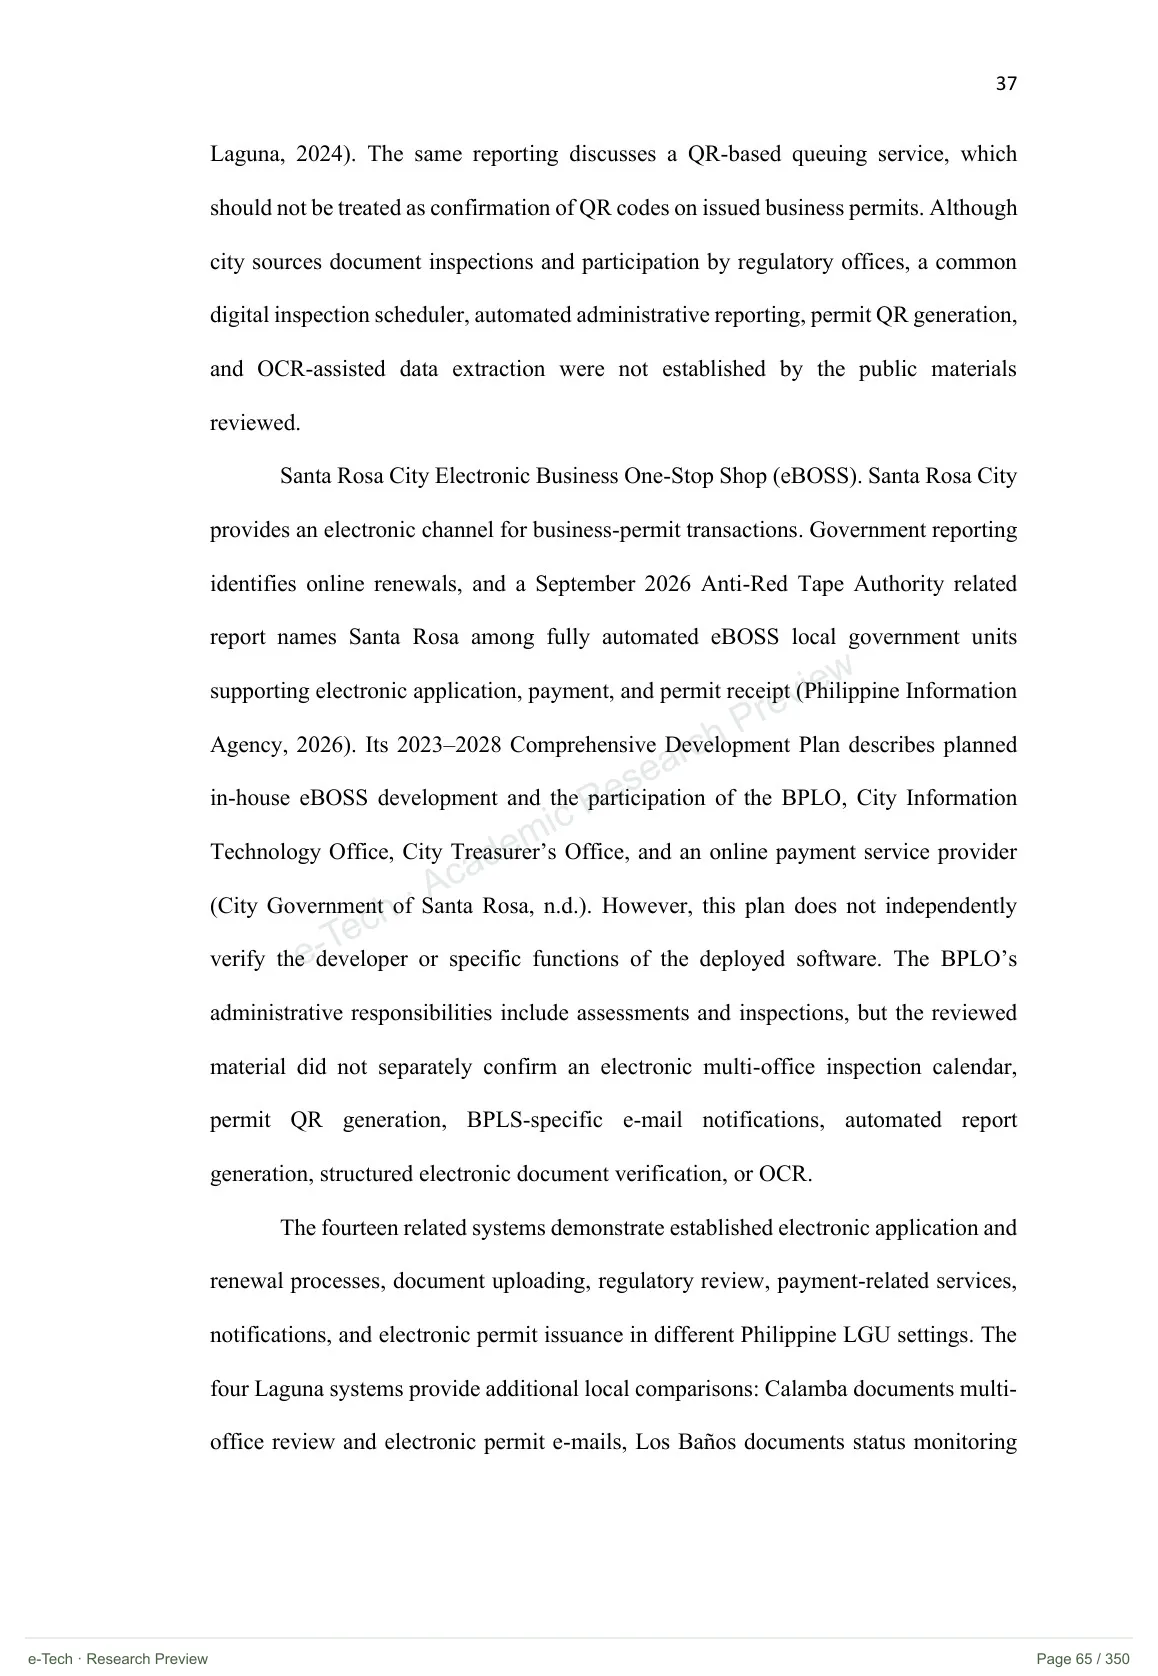 37
Laguna, 2024). The same reporting discusses a QR-based queuing service, which
should not be treated as confirmation of QR codes on issued business permits. Although
city sources document inspections and participation by regulatory offices, a common
digital inspection scheduler, automated administrative reporting, permit QR generation,
and OCR-assisted data extraction were not established by the public materials
reviewed.
Santa Rosa City Electronic Business One-Stop Shop (eBOSS). Santa Rosa City
provides an electronic channel for business-permit transactions. Government reporting
identifies online renewals, and a September 2026 Anti-Red Tape Authority related
report names Santa Rosa among fully automated eBOSS local government units
supporting electronic application, payment, and permit receipt (Philippine Information
Agency, 2026). Its 2023–2028 Comprehensive Development Plan describes planned
in-house eBOSS development and the participation of the BPLO, City Information
Technology Office, City Treasurer’s Office, and an online payment service provider
(City Government of Santa Rosa, n.d.). However, this plan does not independently
verify the developer or specific functions of the deployed software. The BPLO’s
administrative responsibilities include assessments and inspections, but the reviewed
material did not separately confirm an electronic multi-office inspection calendar,
permit QR generation, BPLS-specific e-mail notifications, automated report
generation, structured electronic document verification, or OCR.
The fourteen related systems demonstrate established electronic application and
renewal processes, document uploading, regulatory review, payment-related services,
notifications, and electronic permit issuance in different Philippine LGU settings. The
four Laguna systems provide additional local comparisons: Calamba documents multi-
office review and electronic permit e-mails, Los Baños documents status monitoring
e-Tech · Academic Research Preview
e-Tech · Research Preview
Page 65 / 350